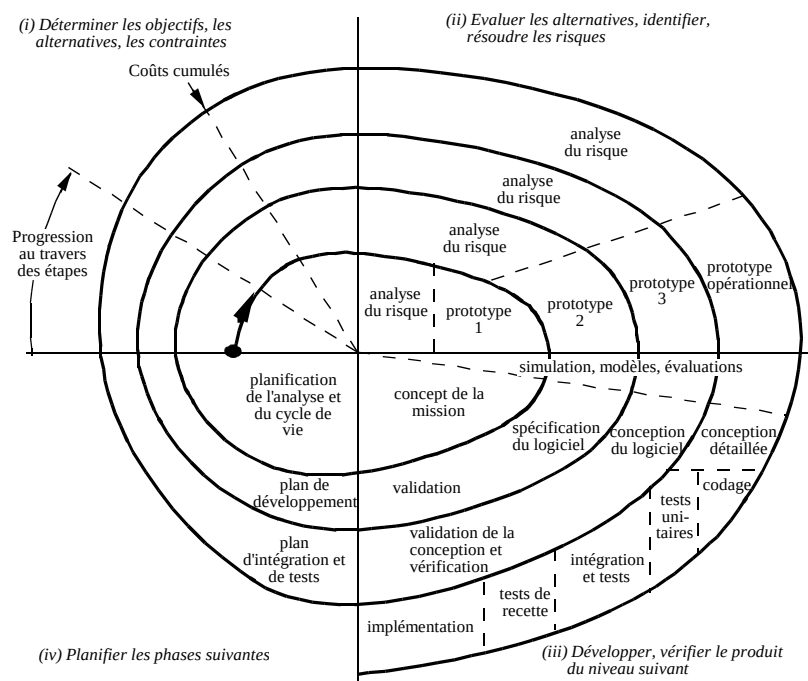 (i) Déterminer les objectifs, les
alternatives, les contraintes
(ii) Evaluer les alternatives, identifier,
résoudre les risques
Coûts cumulés
Progression
au travers
des étapes
analyse
du risque
analyse
du risque
analyse
du risque
analyse
du risque
prototype
1
prototype
2
prototype
3
prototype
opérationnel
simulation, modèles, évaluations
planification
de l'analyse et
du cycle de
vie
concept de la
mission
spécification
du logiciel
conception
du logiciel
conception
détaillée
plan de
développement
validation
codage
tests
uni-
taires
plan
d'intégration et
de tests
validation de la
conception et
vérification
intégration
et tests
tests de
recette
implémentation
(iv) Planifier les phases suivantes
(iii) Développer, vérifier le produit
du niveau suivant